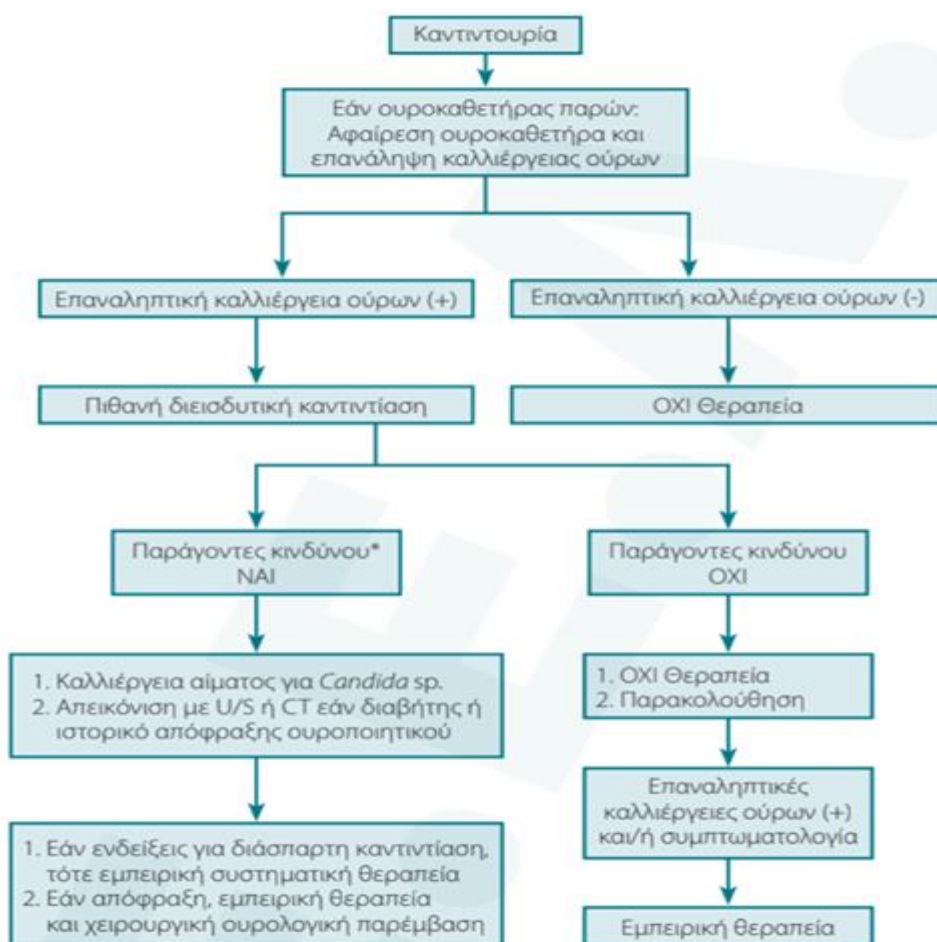 Καντιντουρία
Εάν ουροκαθετήρας παρών:
Αφαίρεση ουροκαθετήρα και
επανάληψη καλλιέργειας ούρων
Επαναληπτική καλλιέργεια ούρων (+)
Επαναληπτική καλλιέργεια ούρων (-)
Πιθανή διεισδυτική καντιντίαση
ΟΧΙ Θεραπεία
Παράγοντες κινδύνου*
ΝΑΙ
Παράγοντες κινδύνου
ΟΧΙ
1. Καλλιέργεια αίματος για Candida sp.
2. Απεικόνιση με U/S ή CT εάν διαβήτης ή
ιστορικό απόφραξης ουροποιητικού
1. ΟΧΙ Θεραπεία
2. Παρακολούθηση
Επαναληπτικές
καλλιέργειες ούρων (+)
και/ή συμπτωματολογία
1. Εάν ενδείξεις για διάσπαρτη καντιντίαση,
τότε εμπειρική συστηματική θεραπεία
2. Εάν απόφραξη, εμπειρική θεραπεία
και χειρουργική ουρολογική παρέμβαση
Εμπειρική θεραπεία